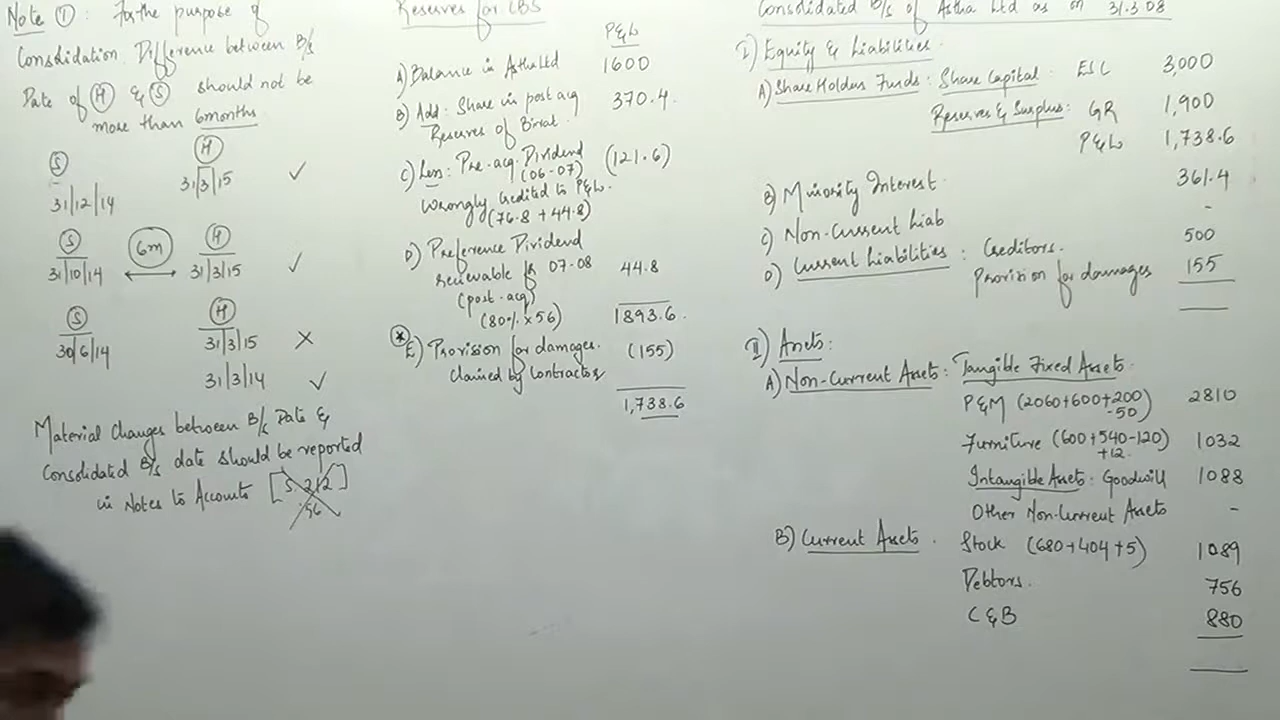 Note ①: For the purpose of
Consolidation, Difference between B/s
Date of Ⓗ & Ⓢ should not be
more than 6months.
Ⓢ Ⓗ
31/12/14 31/3/15 ✓
Ⓢ 6m Ⓗ
31/10/14 ⟷ 31/3/15 ✓
Ⓢ Ⓗ
30/6/14 31/3/15 ×
31/3/14 ✓
Material changes between B/s Date &
Consolidated B/s date should be reported
in Notes to Accounts
Reserves for CBS
P&L
A) Balance in Astha Ltd 1600
B) Add: Share in post acq 370.4
Reserves of Birat.
C) Less: Pre-acq. Dividend (121.6)
(06-07)
wrongly credited to P&L.
(76.8 + 44.8)
D) Preference Dividend
receivable for 07-08 44.8
(post-acq)
(80% × 56) 1893.6
* E) Provision for damages. (155)
claimed by contractors
1,738.6
Consolidated B/s of Astha Ltd as on 31.3.08
I) Equity & Liabilities.
A) Share Holders Funds: Share Capital: ESC 3,000
Reserves & Surplus: GR 1,900
P&L 1,738.6
B) Minority Interest. 361.4
C) Non-Current Liab -
D) Current Liabilities: Creditors. 500
Provision for damages 155
II) Assets:
A) Non-Current Assets: Tangible Fixed Assets.
P&M (2060+600+200 2810
-50)
Furniture (600+540-120) 1032
+12
Intangible Assets: Goodwill 1088
Other Non-Current Assets -
B) Current Assets. Stock (680+404+5) 1089
Debtors. 756
C&B 880